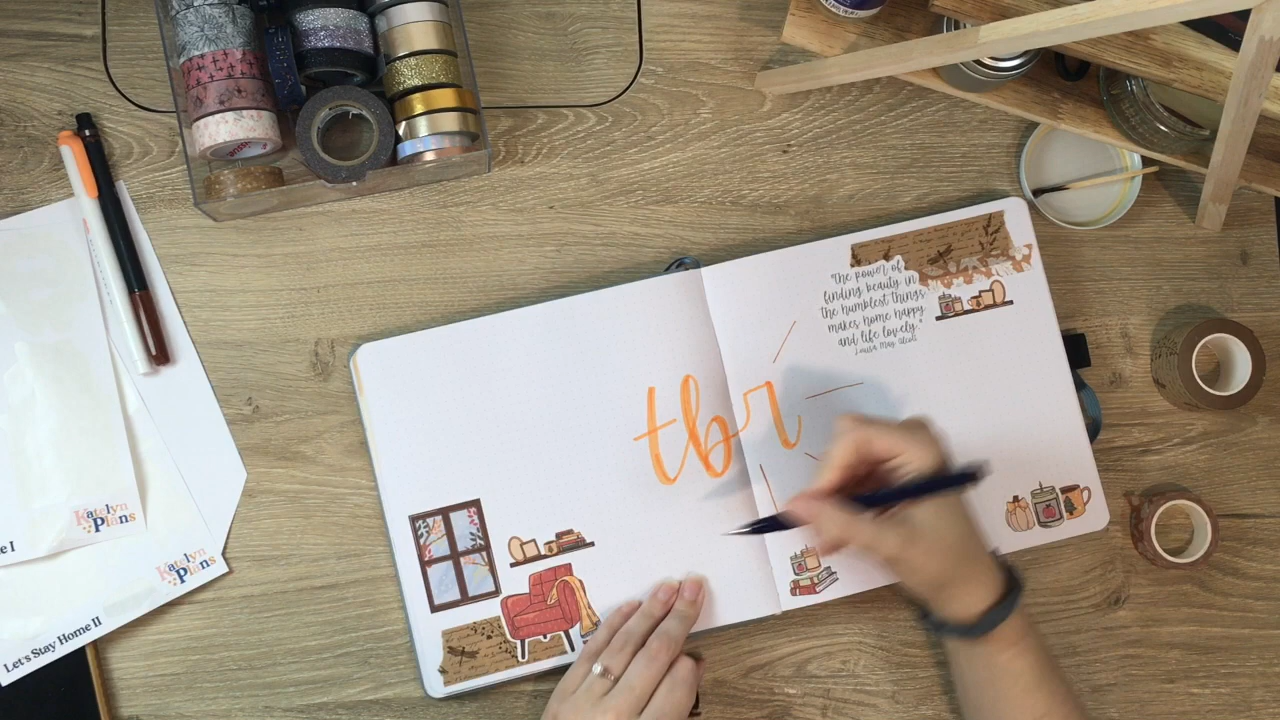 "The power of
finding beauty in
the humblest things
makes home happy
and life lovely."
Louisa May Alcott
tbr
Katelyn
Plans
e I
Katelyn
Plans
Let's Stay Home II